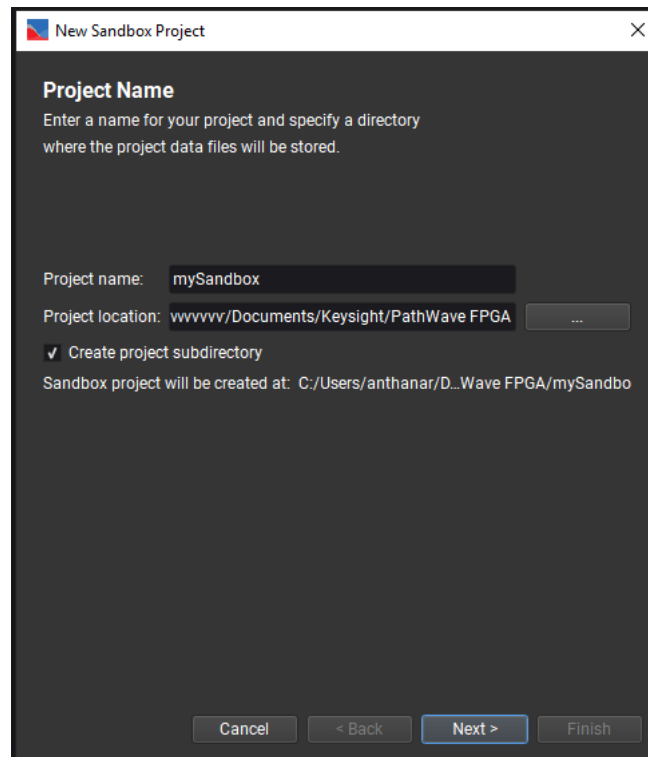 New Sandbox Project
Project Name
Enter a name for your project and specify a directory
where the project data files will be stored.
Project name: mySandbox
Project location: vvvvvvv/Documents/Keysight/PathWave FPGA ...
✓ Create project subdirectory
Sandbox project will be created at: C:/Users/anthanar/D...Wave FPGA/mySandbo
Cancel < Back Next > Finish